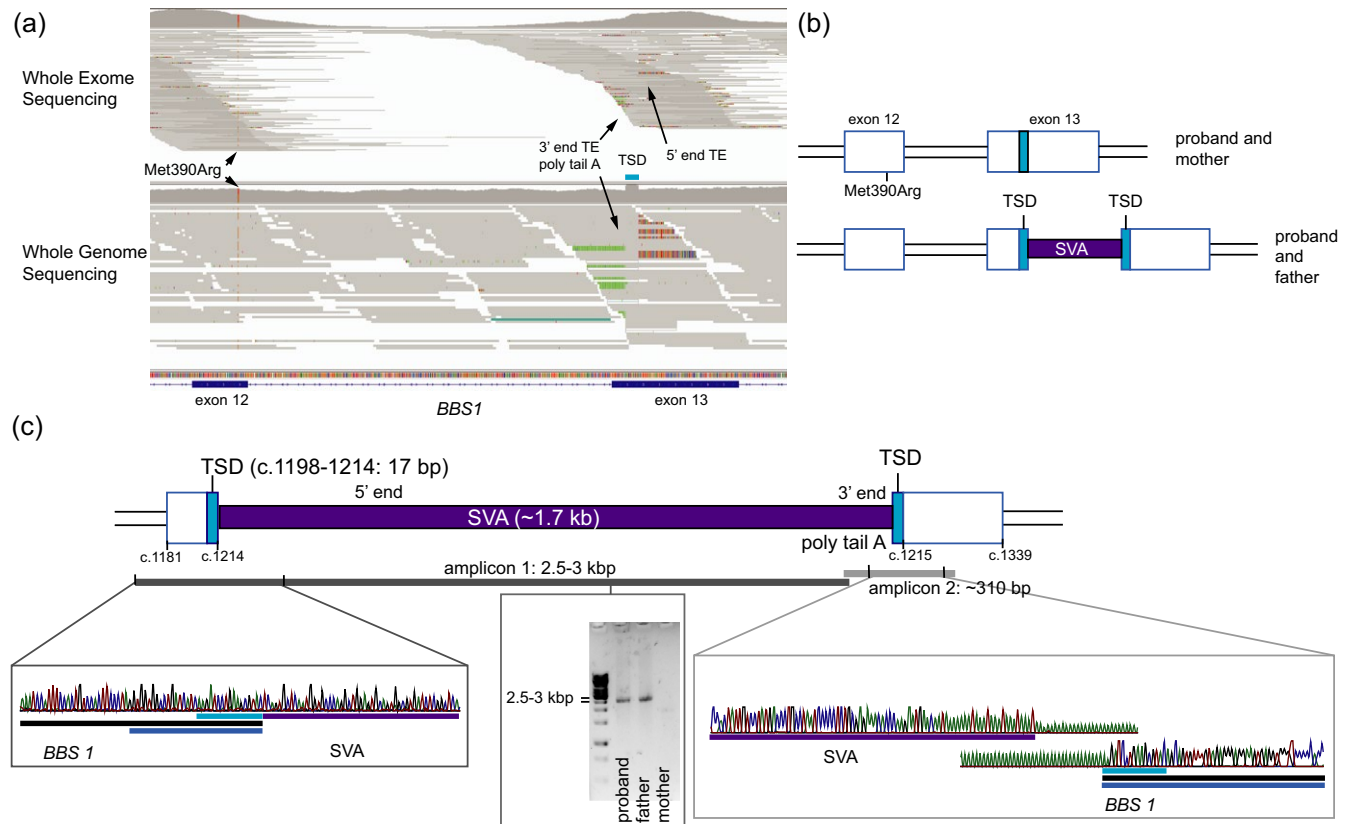 (a)
Whole Exome
Sequencing
Met390Arg
3' end TE
poly tail A
5' end TE
TSD
Whole Genome
Sequencing
exon 12
BBS1
exon 13
(b)
exon 12
exon 13
proband and
mother
Met390Arg
TSD
TSD
SVA
proband
and
father
(c)
TSD (c.1198-1214: 17 bp)
TSD
5' end
3' end
SVA (~1.7 kb)
poly tail A
c.1181
c.1214
c.1215
c.1339
amplicon 1: 2.5-3 kbp
amplicon 2: ~310 bp
BBS 1
SVA
2.5-3 kbp
proband
father
mother
SVA
BBS 1